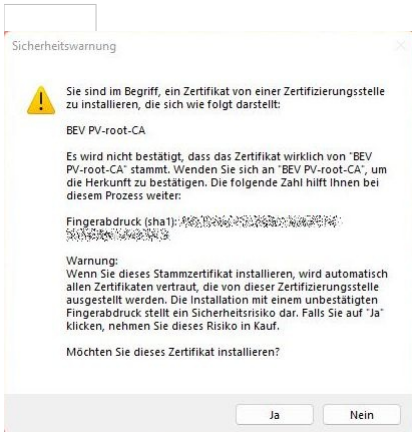 Sicherheitswarnung
Sie sind im Begriff, ein Zertifikat von einer Zertifizierungsstelle
zu installieren, die sich wie folgt darstellt:
BEV PV-root-CA
Es wird nicht bestätigt, dass das Zertifikat wirklich von "BEV
PV-root-CA" stammt. Wenden Sie sich an "BEV PV-root-CA", um
die Herkunft zu bestätigen. Die folgende Zahl hilft Ihnen bei
diesem Prozess weiter:
Fingerabdruck (sha1):
Warnung:
Wenn Sie dieses Stammzertifikat installieren, wird automatisch
allen Zertifikaten vertraut, die von dieser Zertifizierungsstelle
ausgestellt werden. Die Installation mit einem unbestätigten
Fingerabdruck stellt ein Sicherheitsrisiko dar. Falls Sie auf "Ja"
klicken, nehmen Sie dieses Risiko in Kauf.
Möchten Sie dieses Zertifikat installieren?
Ja
Nein